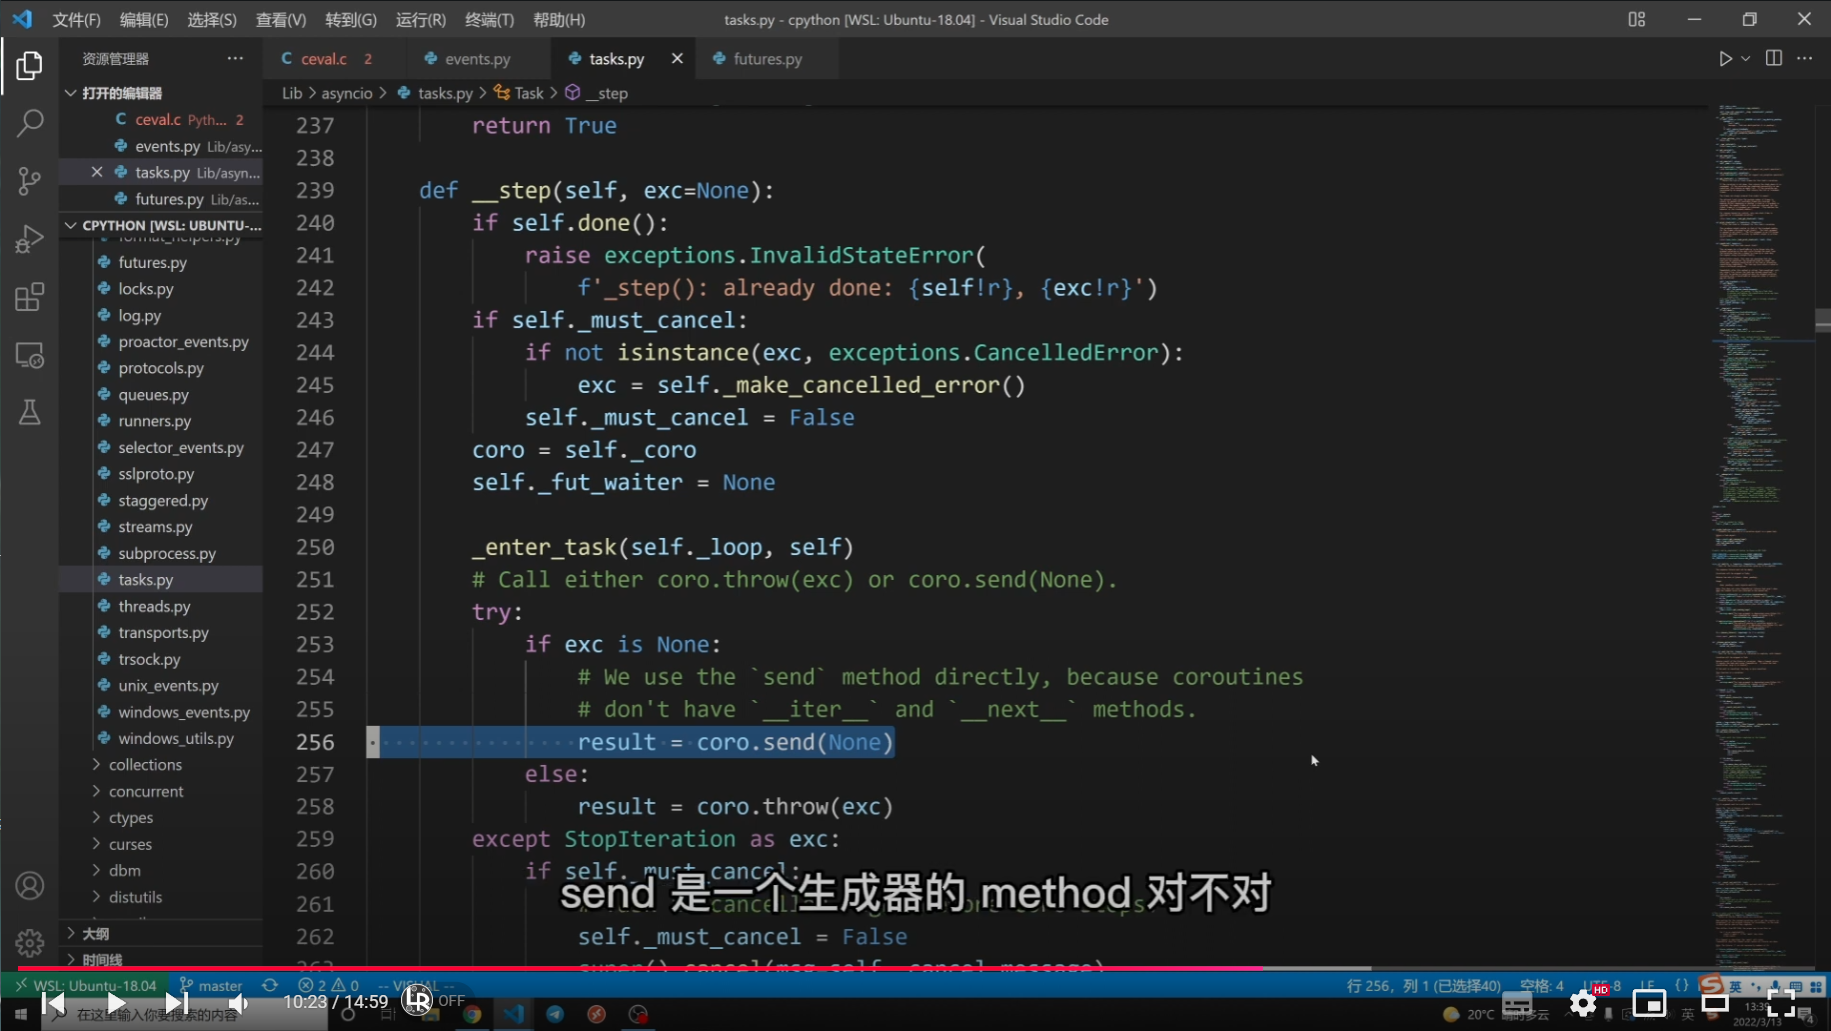 文件(F) 编辑(E) 选择(S) 查看(V) 转到(G) 运行(R) 终端(T) 帮助(H) tasks.py - cpython [WSL: Ubuntu-18.04] - Visual Studio Code
资源管理器 ···
ceval.c 2 events.py tasks.py futures.py
打开的编辑器
ceval.c Pyth... 2
events.py Lib/asy...
tasks.py Lib/asyn...
futures.py Lib/as...
CPYTHON [WSL: UBUNTU-...
format_helpers.py
futures.py
locks.py
log.py
proactor_events.py
protocols.py
queues.py
runners.py
selector_events.py
sslproto.py
staggered.py
streams.py
subprocess.py
tasks.py
threads.py
transports.py
trsock.py
unix_events.py
windows_events.py
windows_utils.py
collections
concurrent
ctypes
curses
dbm
distutils
大纲
时间线
Lib > asyncio > tasks.py > Task > __step
237 return True
238
239 def __step(self, exc=None):
240 if self.done():
241 raise exceptions.InvalidStateError(
242 f'_step(): already done: {self!r}, {exc!r}')
243 if self._must_cancel:
244 if not isinstance(exc, exceptions.CancelledError):
245 exc = self._make_cancelled_error()
246 self._must_cancel = False
247 coro = self._coro
248 self._fut_waiter = None
249
250 _enter_task(self._loop, self)
251 # Call either coro.throw(exc) or coro.send(None).
252 try:
253 if exc is None:
254 # We use the `send` method directly, because coroutines
255 # don't have `__iter__` and `__next__` methods.
256 result = coro.send(None)
257 else:
258 result = coro.throw(exc)
259 except StopIteration as exc:
260 if self._must_cancel:
send 是一个生成器的 method 对不对
261
262 self._must_cancel = False
263 super().cancel(msg=self._cancel_message)
WSL: Ubuntu-18.04 master 2 0 -- VISUAL -- 行 256，列 1 (已选择40) 空格: 4 UTF-8 LF {} 英
10:23 / 14:59 OFF HD
在这里输入你要搜索的内容 20°C 英 13:39
2022/3/13 4